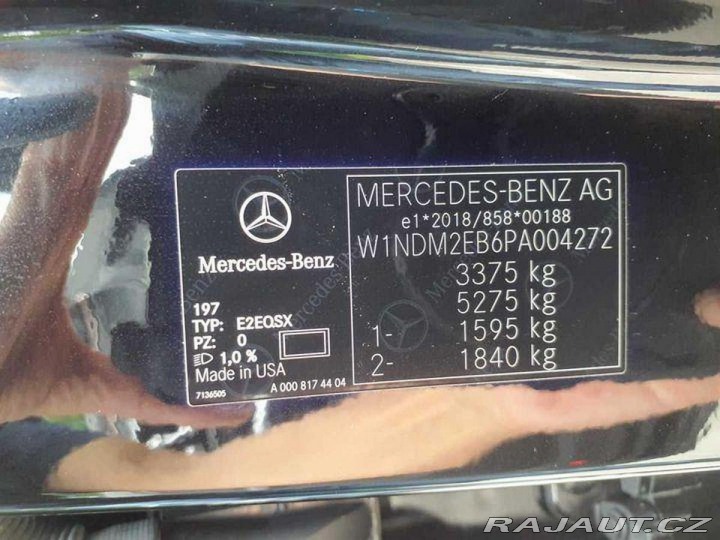 MERCEDES-BENZ AG
e1*2018/858*00188
W1NDM2EB6PA004272
3375 kg
5275 kg
1- 1595 kg
2- 1840 kg
Mercedes-Benz
197
TYP: E2EQSX
PZ: 0
1,0 %
Made in USA
7136505 A 000 817 44 04
RAJAUT.CZ